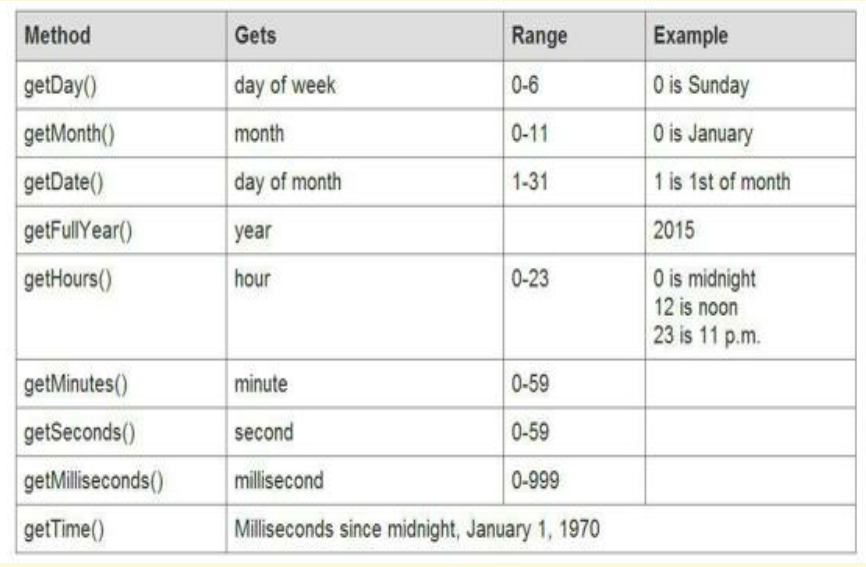 Method Gets Range Example
getDay() day of week 0-6 0 is Sunday
getMonth() month 0-11 0 is January
getDate() day of month 1-31 1 is 1st of month
getFullYear() year 2015
getHours() hour 0-23 0 is midnight
12 is noon
23 is 11 p.m.
getMinutes() minute 0-59
getSeconds() second 0-59
getMilliseconds() millisecond 0-999
getTime() Milliseconds since midnight, January 1, 1970